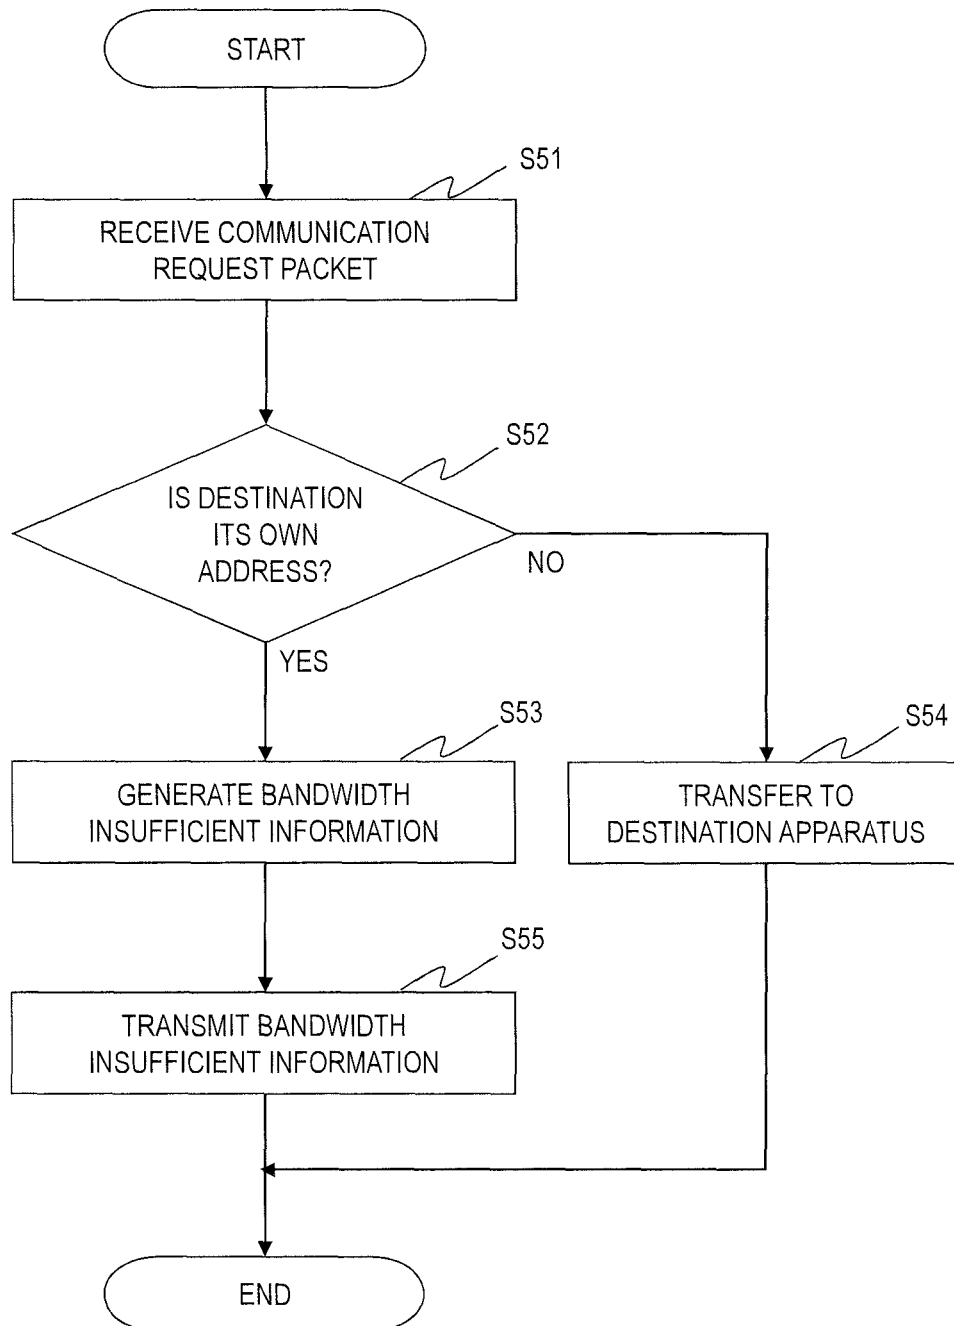 START
S51
RECEIVE COMMUNICATION
REQUEST PACKET
S52
IS DESTINATION
ITS OWN
ADDRESS?
NO
YES
S53
GENERATE BANDWIDTH
INSUFFICIENT INFORMATION
S54
TRANSFER TO
DESTINATION APPARATUS
S55
TRANSMIT BANDWIDTH
INSUFFICIENT INFORMATION
END